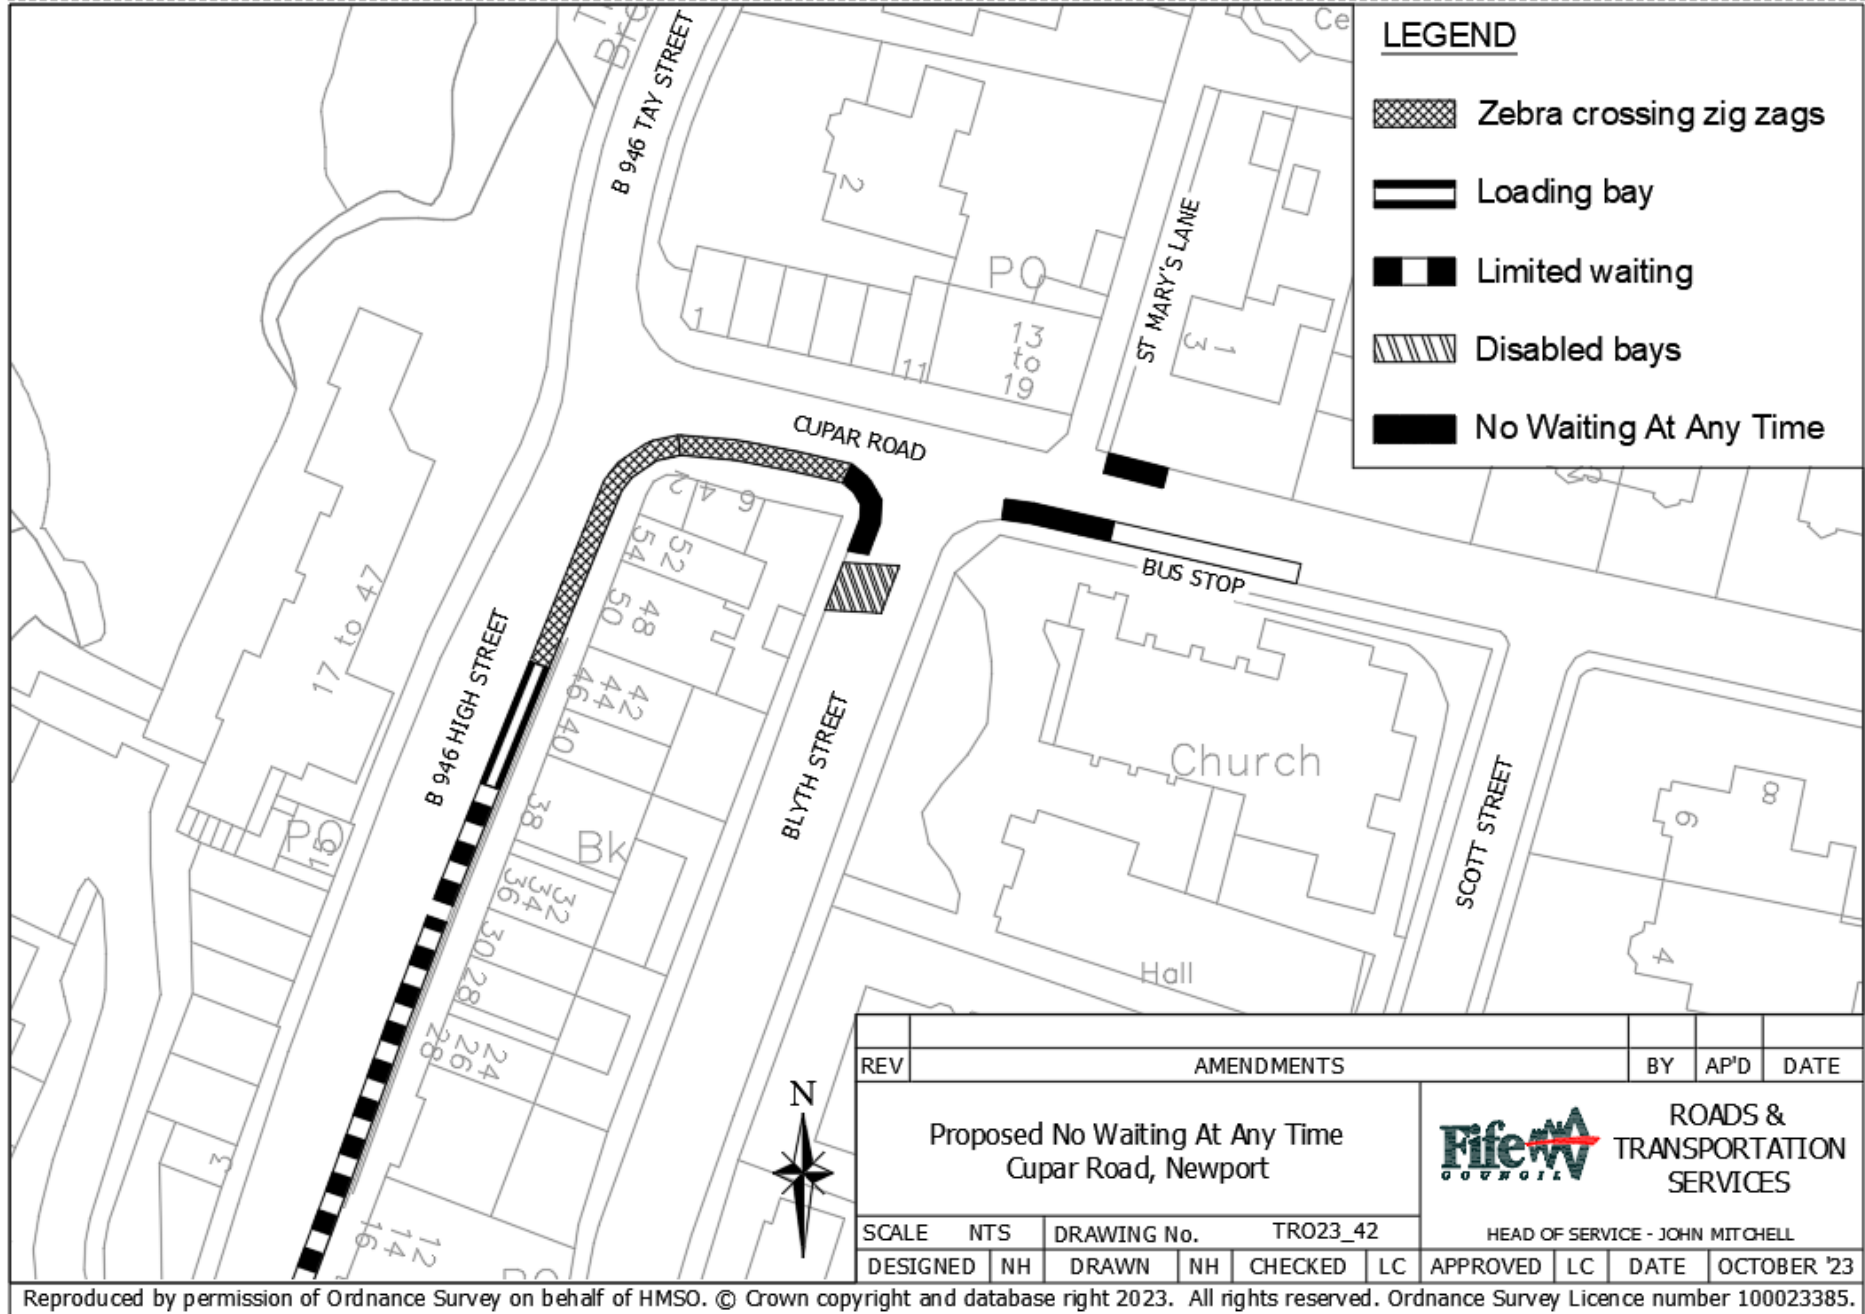 LEGEND
Zebra crossing zig zags
Loading bay
Limited waiting
Disabled bays
No Waiting At Any Time
B 946 TAY STREET
ST MARY'S LANE
CUPAR ROAD
BUS STOP
B 946 HIGH STREET
BLYTH STREET
SCOTT STREET
Ce
2
PO
1
11
13
to
19
1
3
2 4 6
52
54
48
50
17 to 47
42
44
46
40
38
Bk
PO
15
32
34
36
30
28
24
26
28
12
14
16
3
Church
Hall
8
6
4
N
REV
AMENDMENTS
BY
AP'D
DATE
Proposed No Waiting At Any Time
Cupar Road, Newport
Fife
COUNCIL
ROADS &
TRANSPORTATION
SERVICES
HEAD OF SERVICE - JOHN MITCHELL
SCALE NTS
DRAWING No. TRO23_42
DESIGNED NH DRAWN NH CHECKED LC APPROVED LC DATE OCTOBER '23
Reproduced by permission of Ordnance Survey on behalf of HMSO. © Crown copyright and database right 2023. All rights reserved. Ordnance Survey Licence number 100023385.